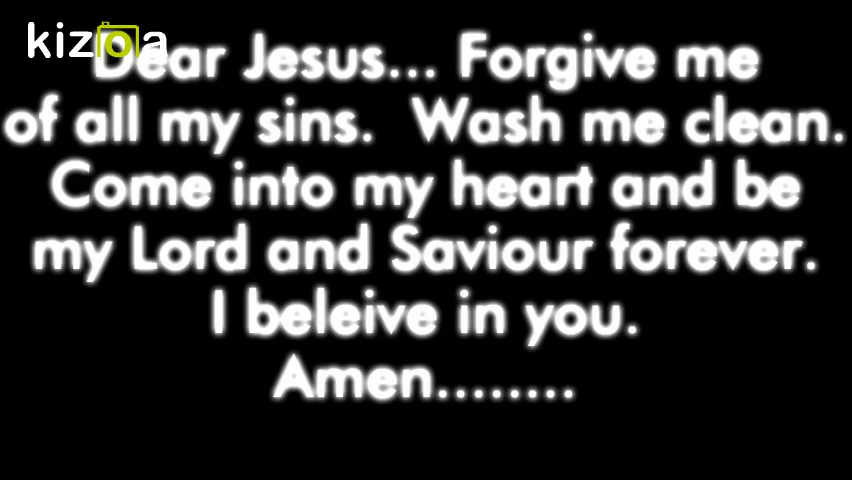 kizoa
Dear Jesus... Forgive me
of all my sins. Wash me clean.
Come into my heart and be
my Lord and Saviour forever.
I beleive in you.
Amen........